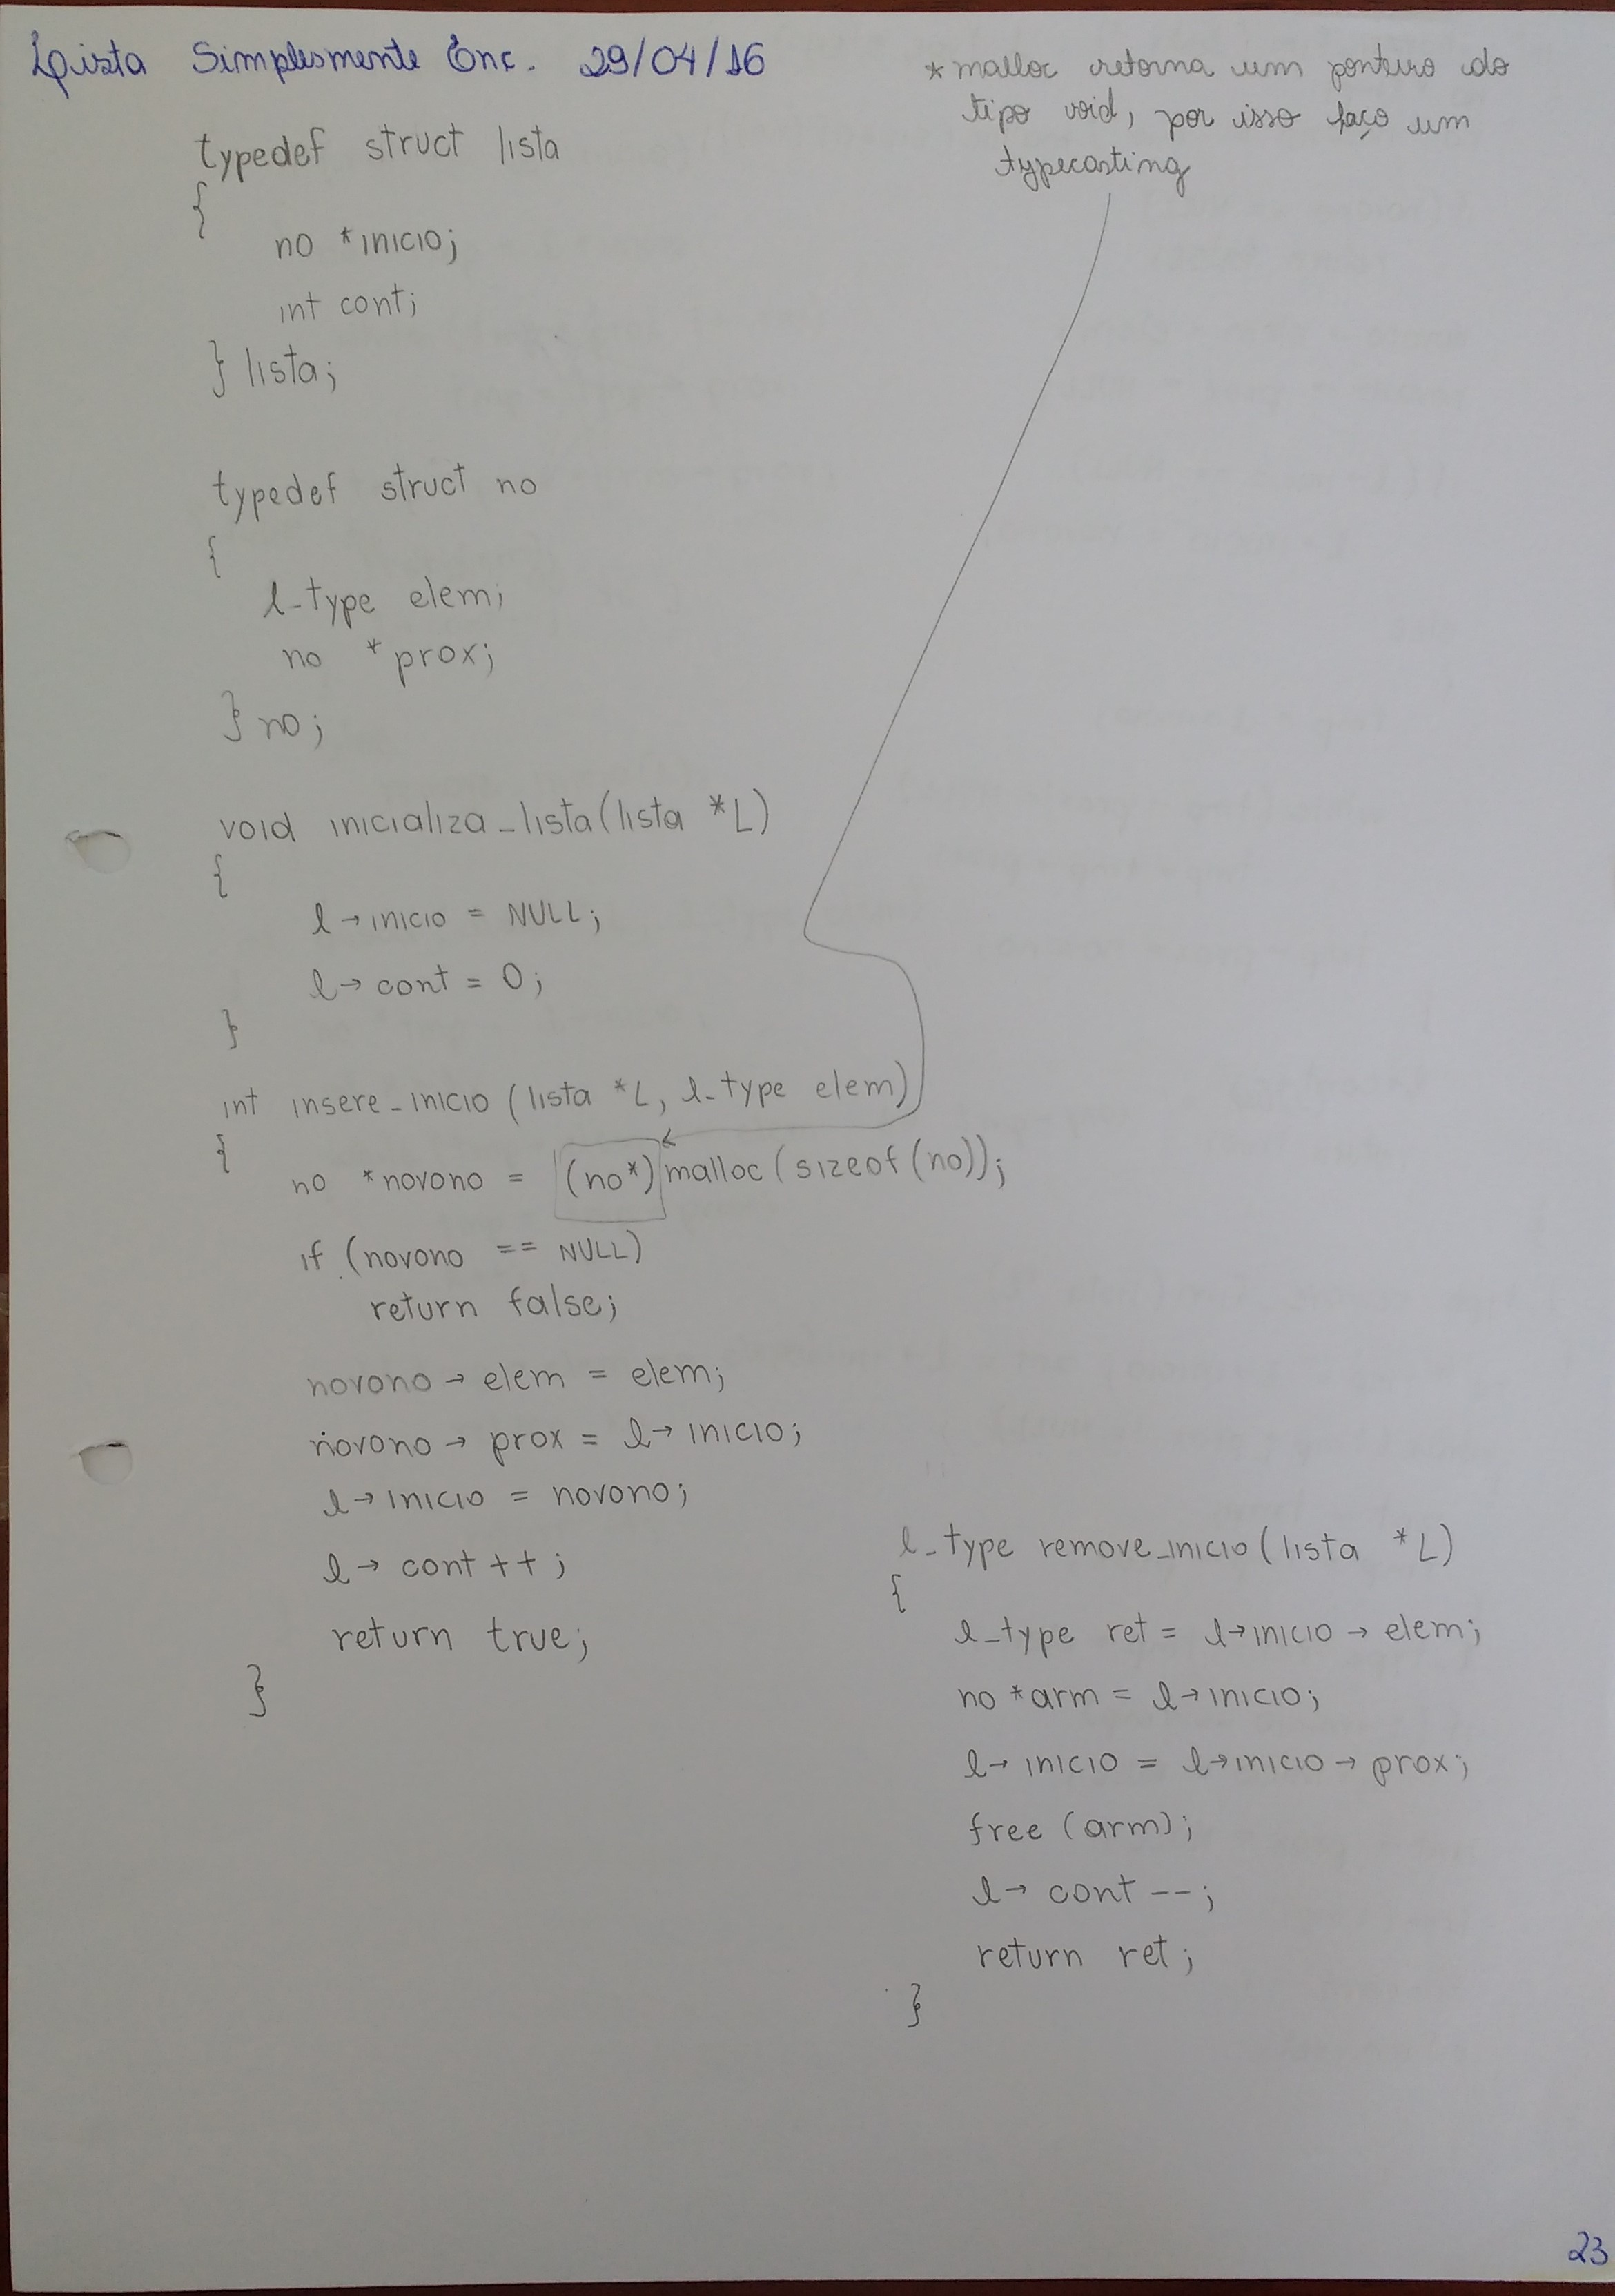 Lista Simplesmente Enc. 29/04/16
* malloc retorna um ponteiro do
tipo void, por isso faço um
typecasting
typedef struct lista
{
no *inicio;
int cont;
} lista;
typedef struct no
{
l_type elem;
no *prox;
} no;
void inicializa_lista(lista *L)
{
l→inicio = NULL;
l→cont = 0;
}
int insere_inicio (lista *L, l_type elem)
{
no *novono = (no*) malloc (sizeof (no));
if (novono == NULL)
return false;
novono → elem = elem;
novono → prox = l→ inicio;
l→inicio = novono;
l→ cont ++;
return true;
}
l_type remove_inicio (lista *L)
{
l_type ret = l→inicio → elem;
no *arm = l→inicio;
l→ inicio = l→inicio → prox;
free (arm);
l→ cont --;
return ret;
}
23